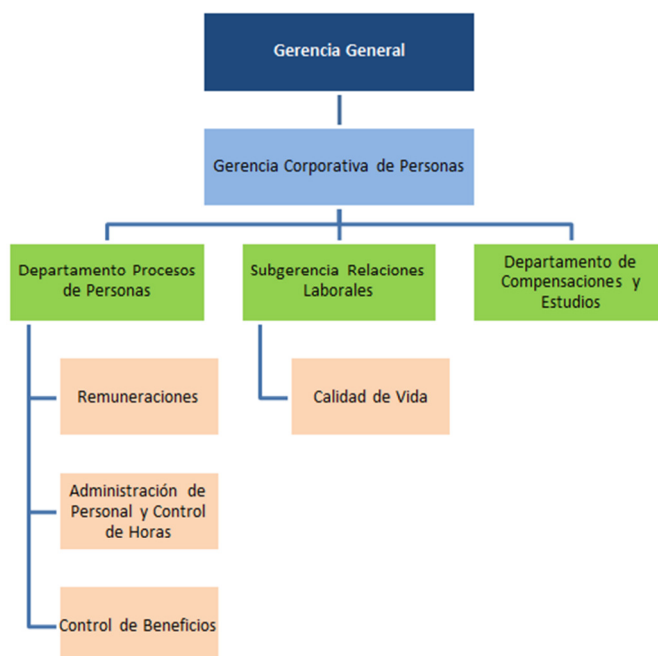 Gerencia General
Gerencia Corporativa de Personas
Departamento Procesos
de Personas
Subgerencia Relaciones
Laborales
Departamento de
Compensaciones y
Estudios
Remuneraciones
Calidad de Vida
Administración de
Personal y Control
de Horas
Control de Beneficios